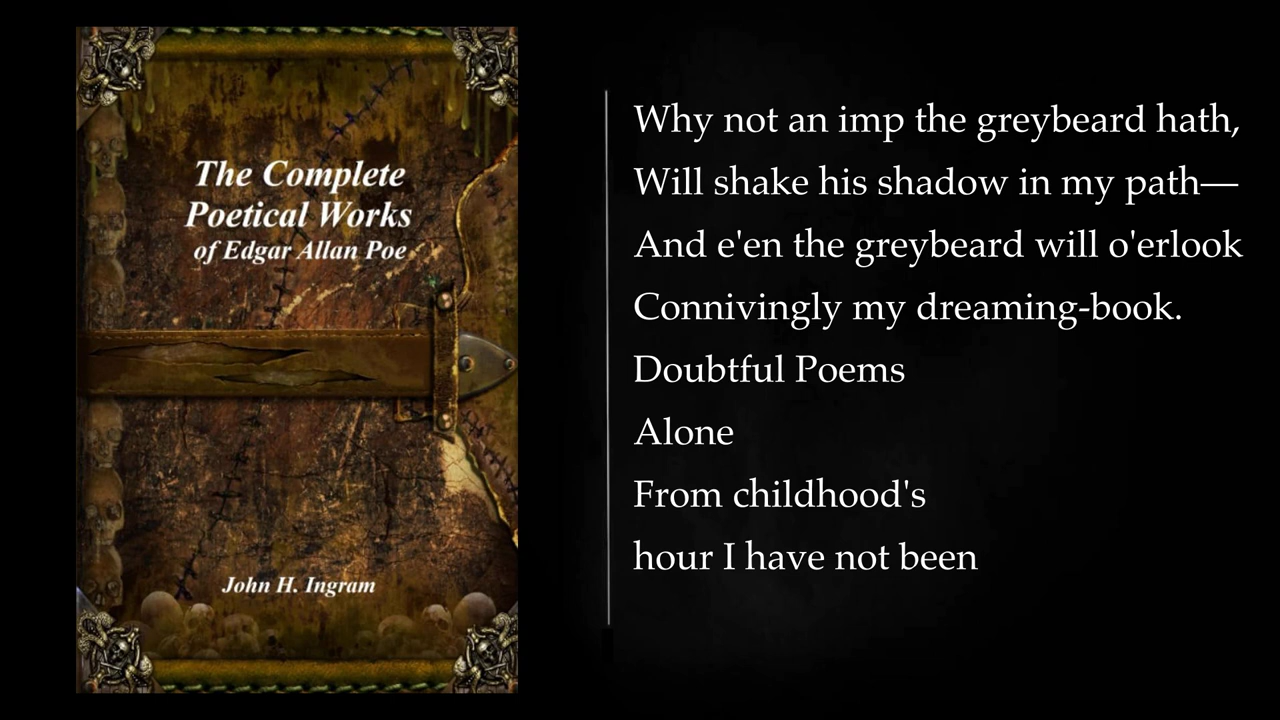 The Complete
Poetical Works
of Edgar Allan Poe
John H. Ingram
Why not an imp the greybeard hath,
Will shake his shadow in my path—
And e'en the greybeard will o'erlook
Connivingly my dreaming-book.
Doubtful Poems
Alone
From childhood's
hour I have not been